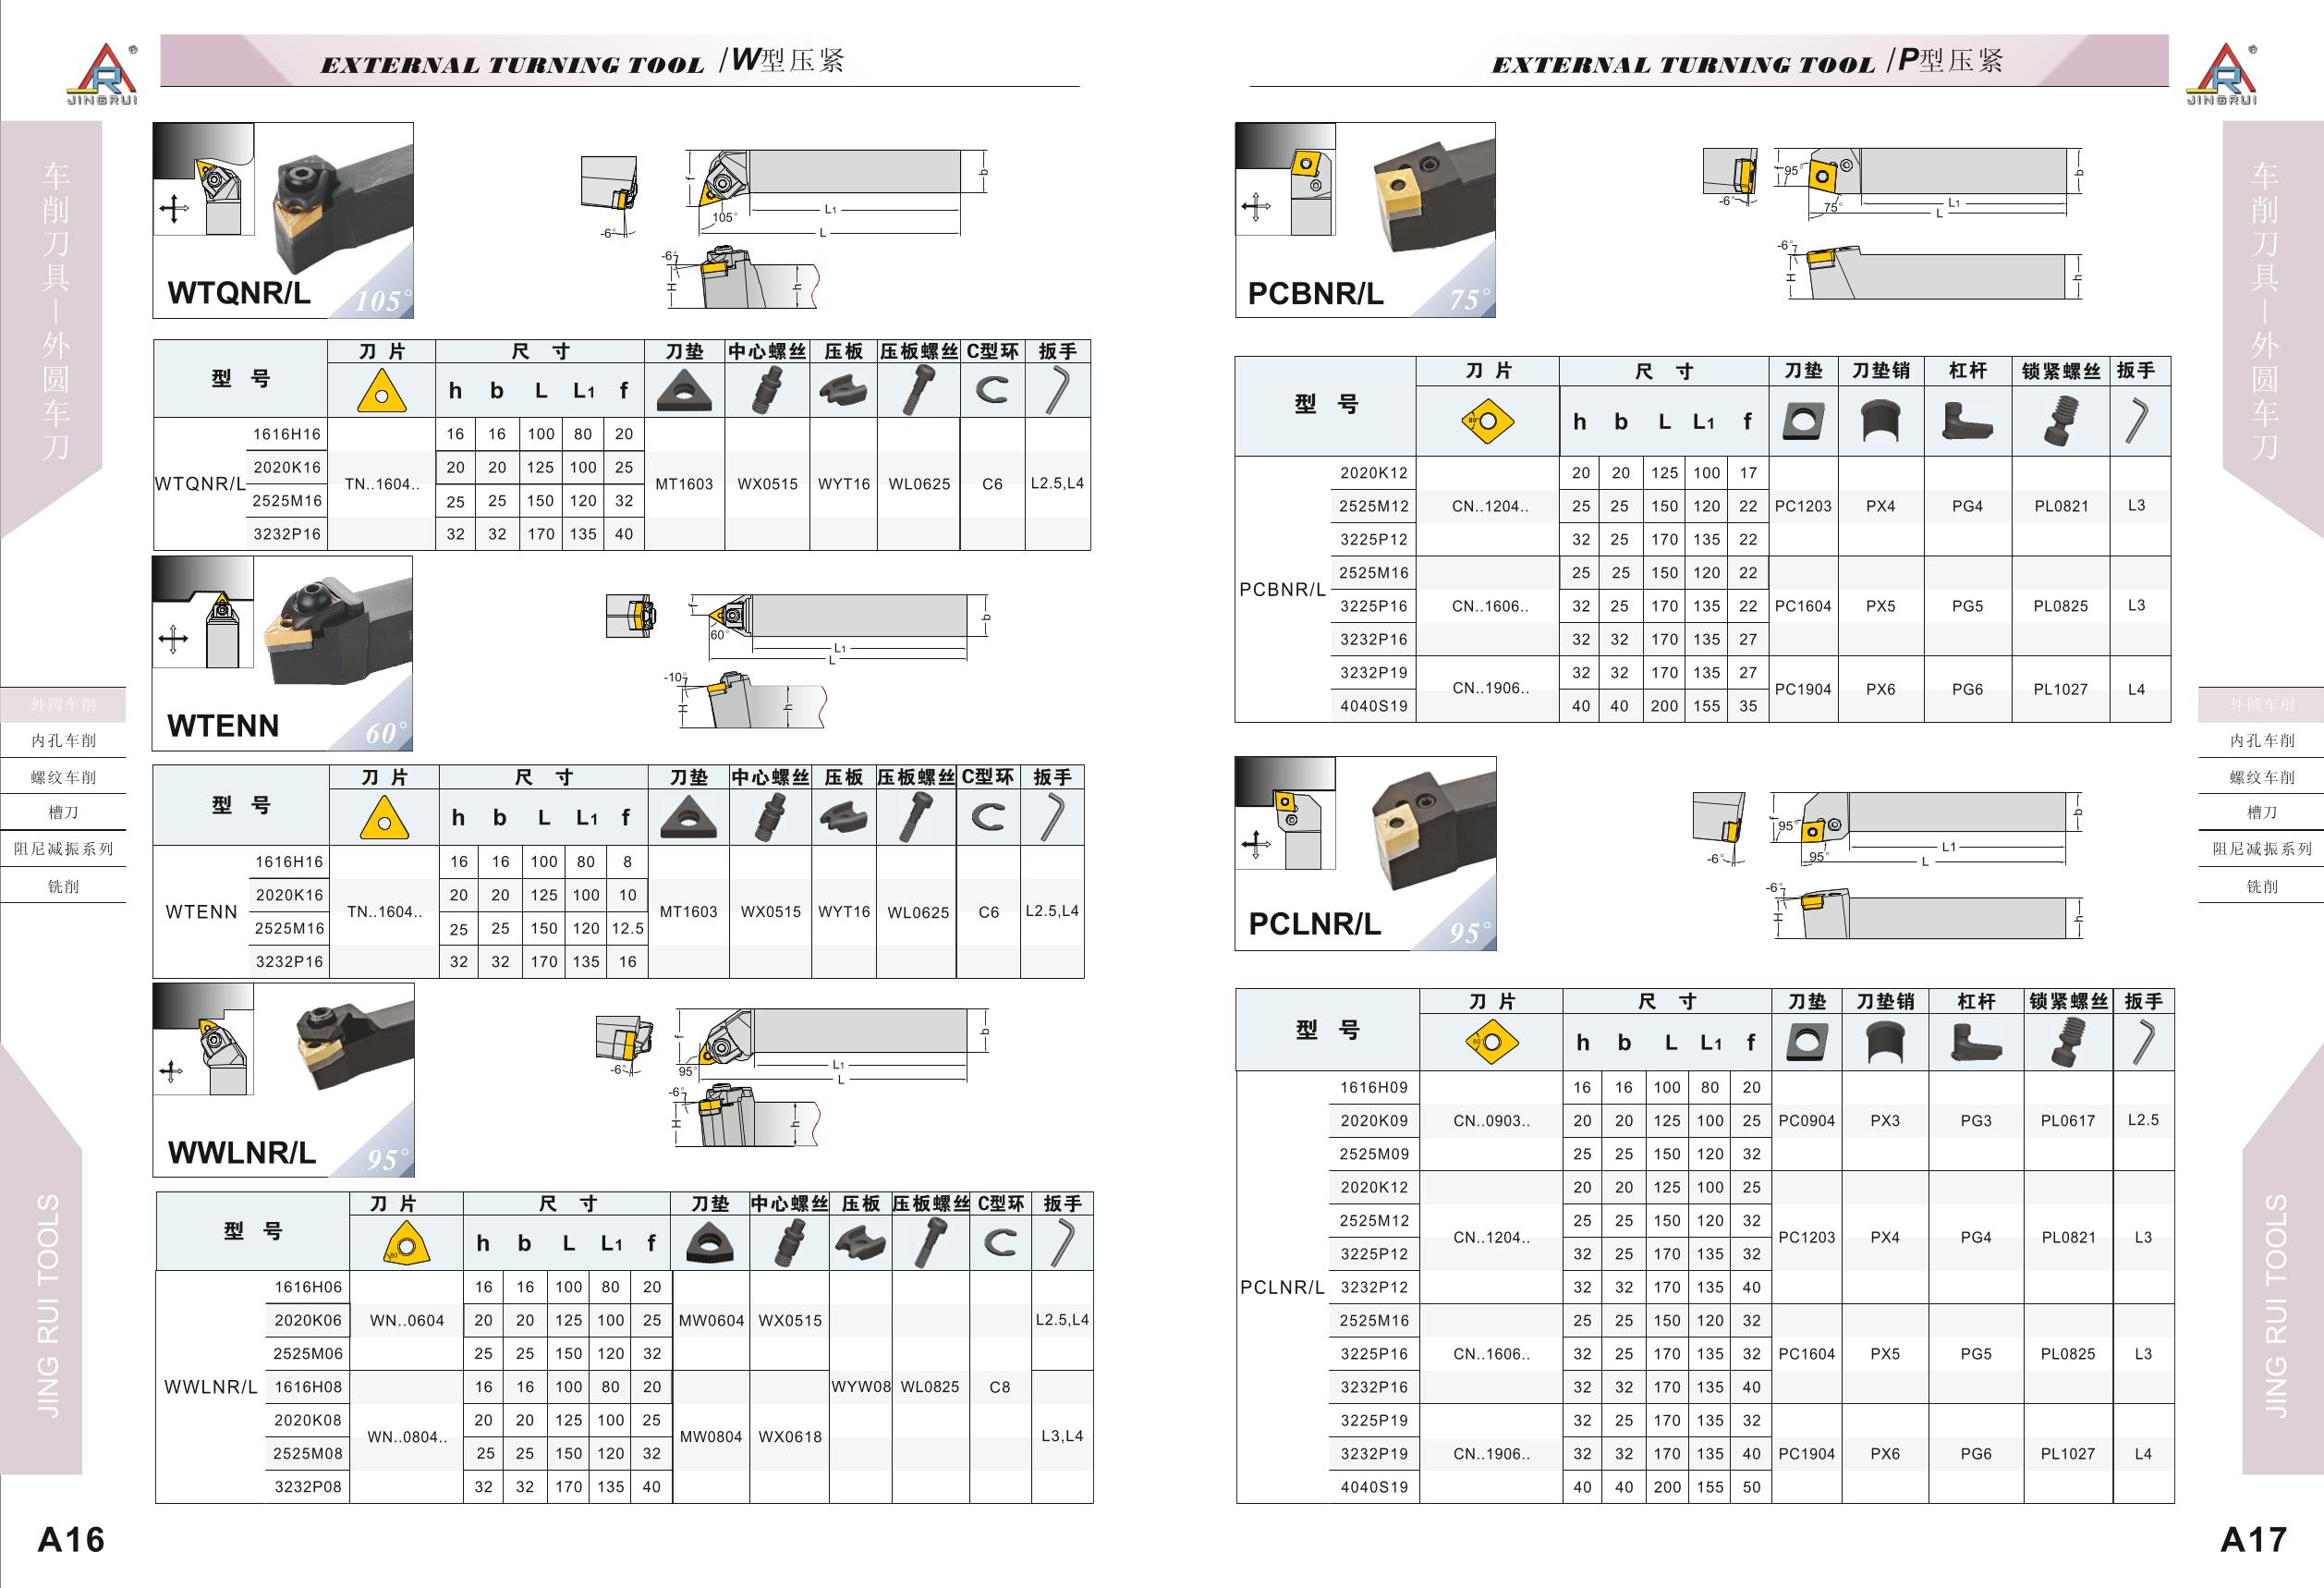 EXTERNAL TURNING TOOL /W型压紧
JINGRUI
车削刀具—外圆车刀
外圆车削
内孔车削
螺纹车削
槽刀
阻尼减振系列
铣削
JING RUI TOOLS
A16
WTQNR/L 105°
f b 105° L1 L -6° -6° H h
型 号 刀 片 尺 寸 刀垫 中心螺丝 压板 压板螺丝 C型环 扳手
h b L L1 f
WTQNR/L TN..1604.. MT1603 WX0515 WYT16 WL0625 C6 L2.5,L4
1616H16 16 16 100 80 20
2020K16 20 20 125 100 25
2525M16 25 25 150 120 32
3232P16 32 32 170 135 40
WTENN 60°
f b 60° L1 L -10° H h
型 号 刀 片 尺 寸 刀垫 中心螺丝 压板 压板螺丝 C型环 扳手
h b L L1 f
WTENN TN..1604.. MT1603 WX0515 WYT16 WL0625 C6 L2.5,L4
1616H16 16 16 100 80 8
2020K16 20 20 125 100 10
2525M16 25 25 150 120 12.5
3232P16 32 32 170 135 16
WWLNR/L 95°
f b 95° L1 L -6° -6° H h
型 号 刀 片 尺 寸 刀垫 中心螺丝 压板 压板螺丝 C型环 扳手
80° h b L L1 f
WWLNR/L WYW08 WL0825 C8
1616H06 16 16 100 80 20
2020K06 WN..0604 20 20 125 100 25 MW0604 WX0515 L2.5,L4
2525M06 25 25 150 120 32
1616H08 16 16 100 80 20
2020K08 20 20 125 100 25
WN..0804.. MW0804 WX0618 L3,L4
2525M08 25 25 150 120 32
3232P08 32 32 170 135 40
EXTERNAL TURNING TOOL /P型压紧
JINGRUI
车削刀具—外圆车刀
外圆车削
内孔车削
螺纹车削
槽刀
阻尼减振系列
铣削
JING RUI TOOLS
A17
PCBNR/L 75°
f 95° b 75° L1 L -6° -6° H h
型 号 刀 片 尺 寸 刀垫 刀垫销 杠杆 锁紧螺丝 扳手
80° h b L L1 f
PCBNR/L
2020K12 20 20 125 100 17
2525M12 CN..1204.. 25 25 150 120 22 PC1203 PX4 PG4 PL0821 L3
3225P12 32 25 170 135 22
2525M16 25 25 150 120 22
3225P16 CN..1606.. 32 25 170 135 22 PC1604 PX5 PG5 PL0825 L3
3232P16 32 32 170 135 27
3232P19 32 32 170 135 27
CN..1906.. PC1904 PX6 PG6 PL1027 L4
4040S19 40 40 200 155 35
PCLNR/L 95°
f 95° b 95° L1 L -6° -6° H h
型 号 刀 片 尺 寸 刀垫 刀垫销 杠杆 锁紧螺丝 扳手
80° h b L L1 f
PCLNR/L
1616H09 16 16 100 80 20
2020K09 CN..0903.. 20 20 125 100 25 PC0904 PX3 PG3 PL0617 L2.5
2525M09 25 25 150 120 32
2020K12 20 20 125 100 25
2525M12 25 25 150 120 32
CN..1204.. PC1203 PX4 PG4 PL0821 L3
3225P12 32 25 170 135 32
3232P12 32 32 170 135 40
2525M16 25 25 150 120 32
3225P16 CN..1606.. 32 25 170 135 32 PC1604 PX5 PG5 PL0825 L3
3232P16 32 32 170 135 40
3225P19 32 25 170 135 32
3232P19 CN..1906.. 32 32 170 135 40 PC1904 PX6 PG6 PL1027 L4
4040S19 40 40 200 155 50